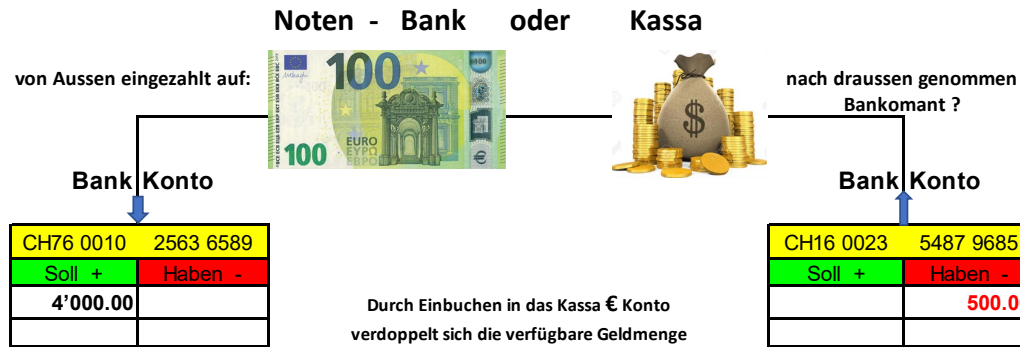 Noten - Bank oder Kassa
von Aussen eingezahlt auf:
100
EURO
ΕΥΡΩ
ЕВРО
100
€
$
nach draussen genommen
Bankomant ?
Bank Konto
CH76 0010 2563 6589
Soll + Haben -
4’000.00
Durch Einbuchen in das Kassa € Konto
verdoppelt sich die verfügbare Geldmenge
Bank Konto
CH16 0023 5487 9685
Soll + Haben -
500.0